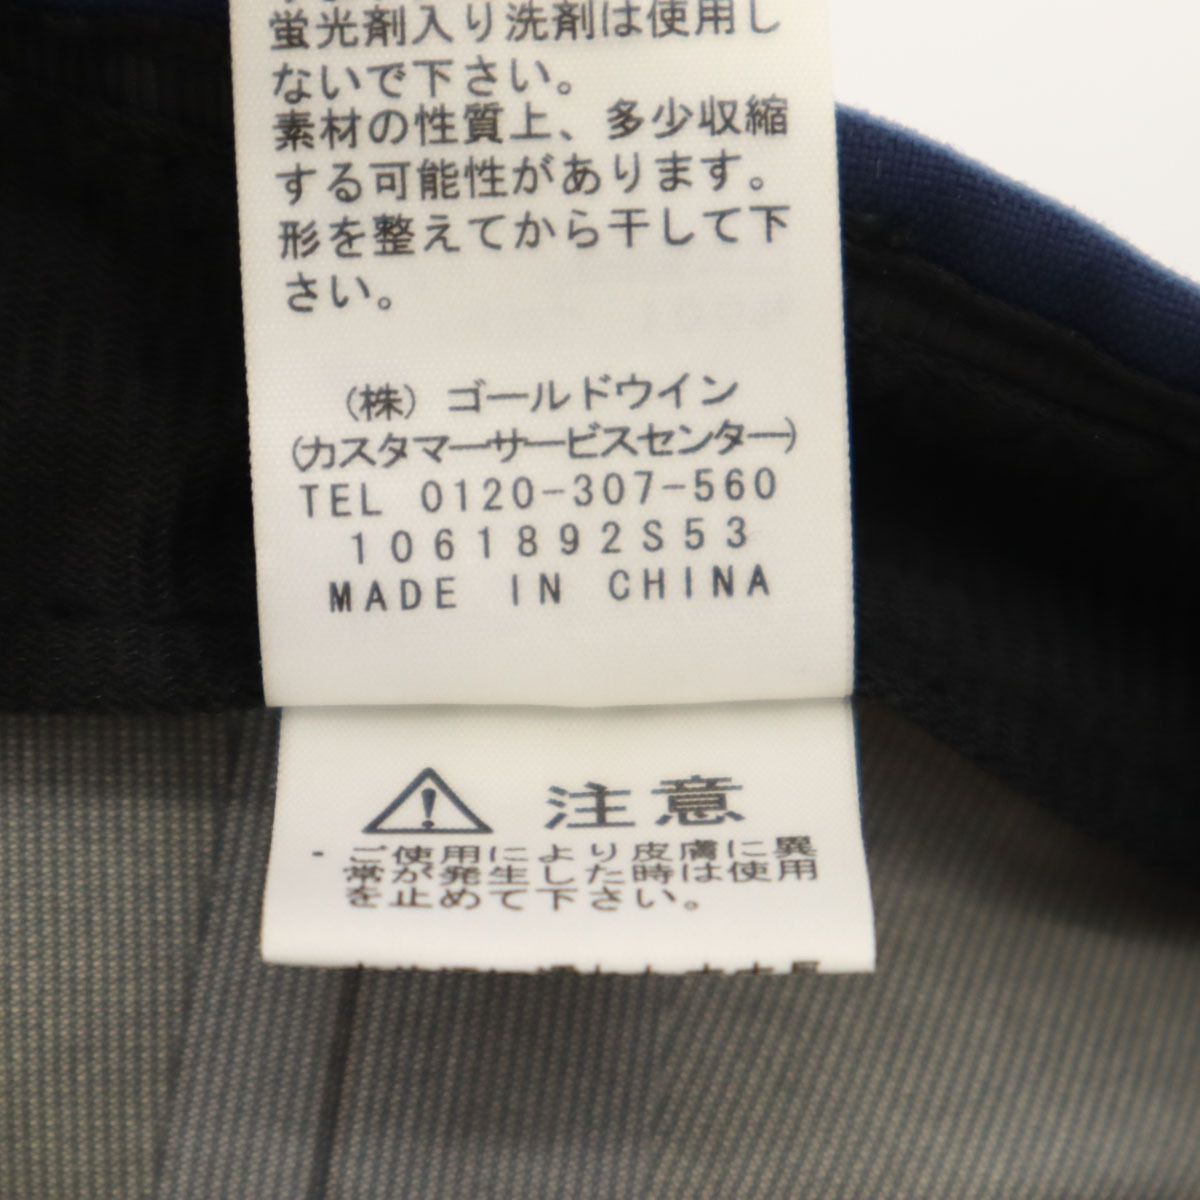 蛍光剤入り洗剤は使用し
ないで下さい。
素材の性質上、多少収縮
する可能性があります。
形を整えてから干して下
さい。
(株) ゴールドウイン
(カスタマーサービスセンター)
TEL 0120-307-560
1061892S53
MADE IN CHINA
注意
・ご使用により皮膚に異
常が発生した時は使用
を止めて下さい。